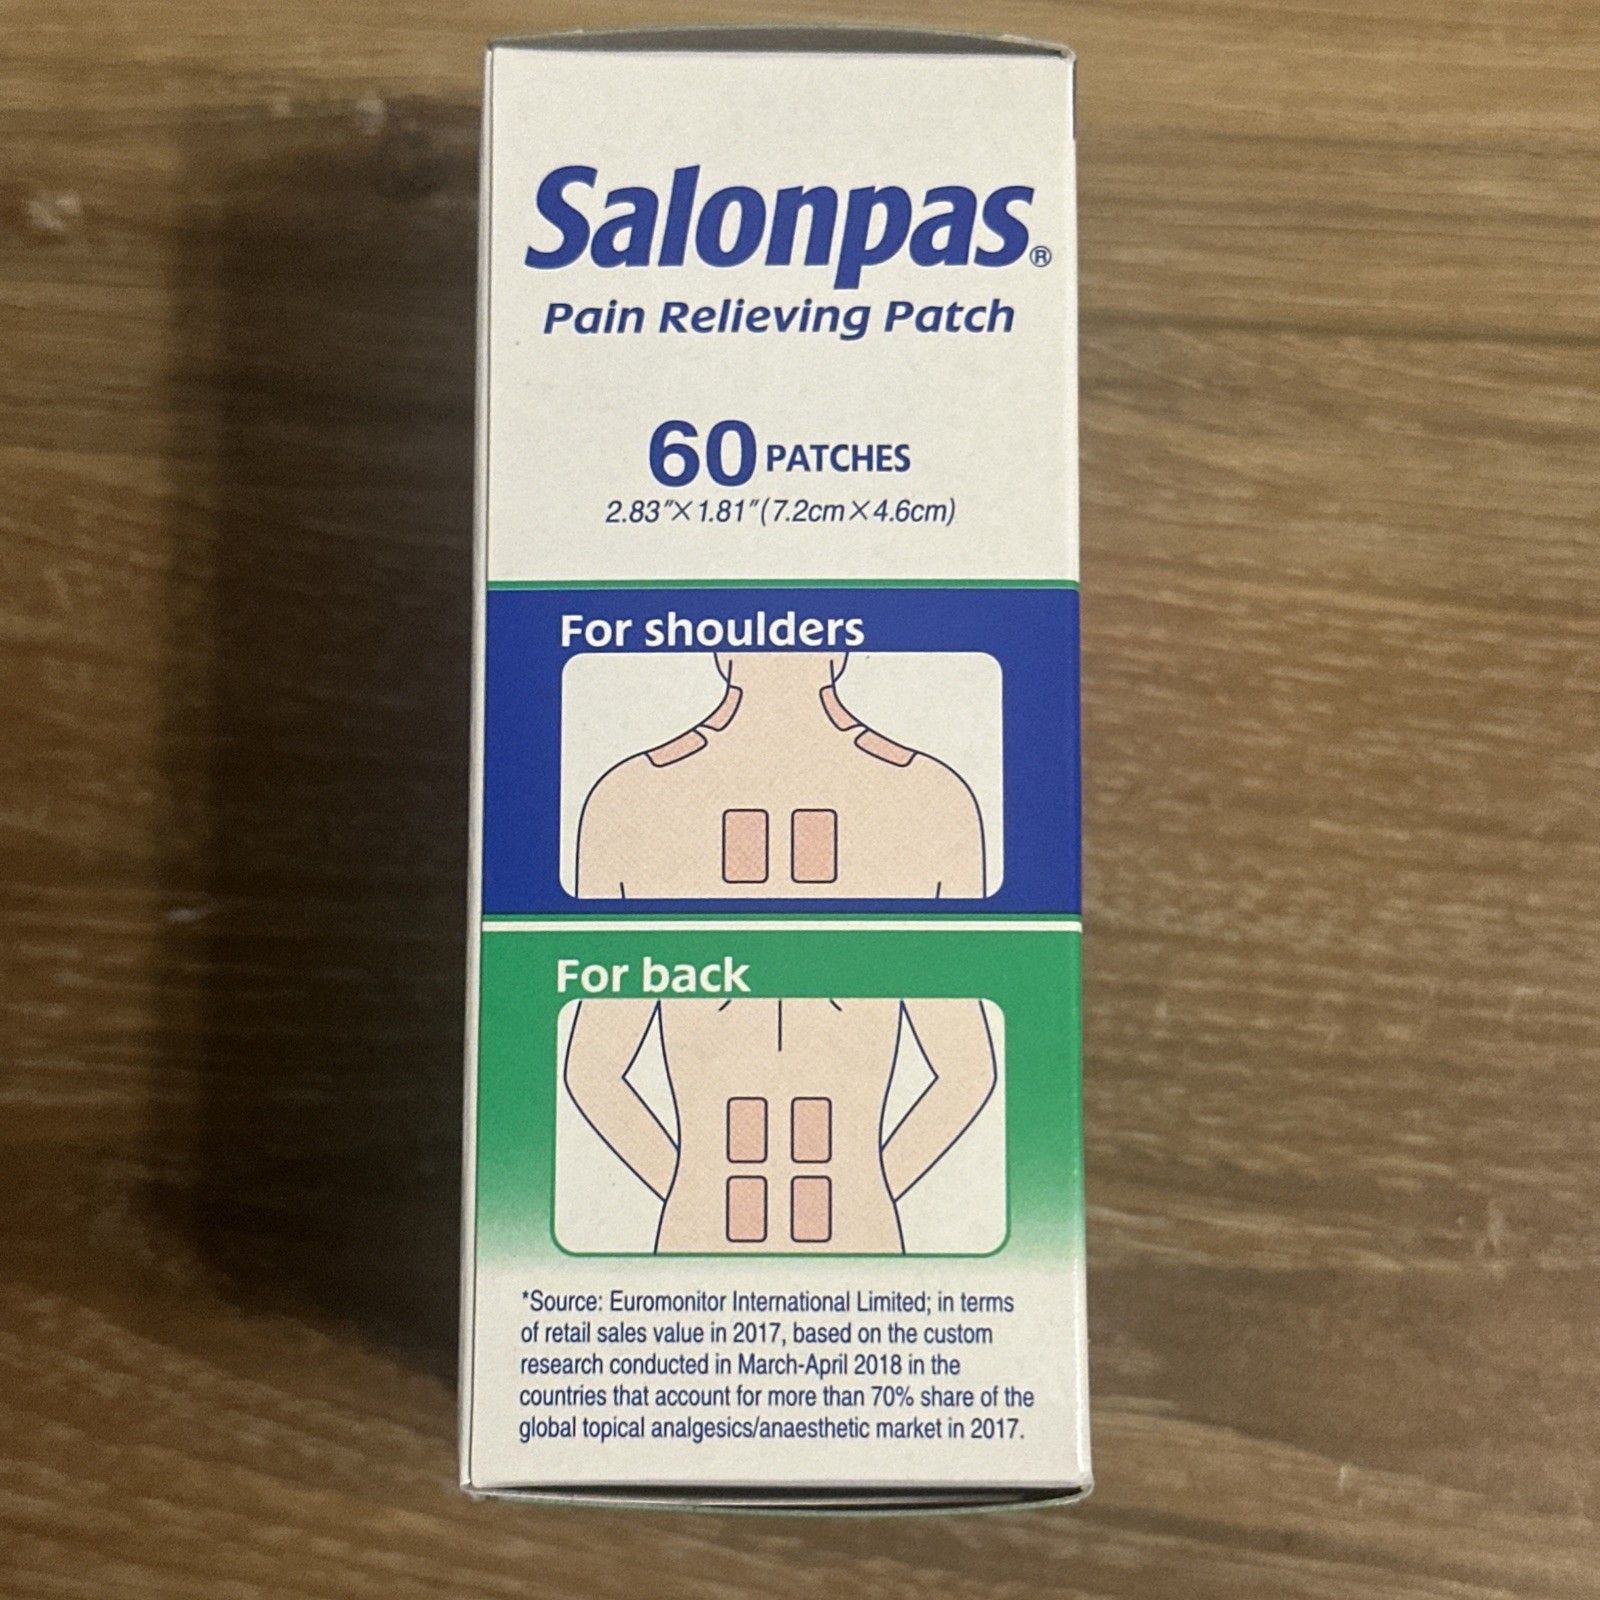 Salonpas®
Pain Relieving Patch
60 PATCHES
2.83"×1.81"(7.2cm×4.6cm)
For shoulders
For back
*Source: Euromonitor International Limited; in terms
of retail sales value in 2017, based on the custom
research conducted in March-April 2018 in the
countries that account for more than 70% share of the
global topical analgesics/anaesthetic market in 2017.